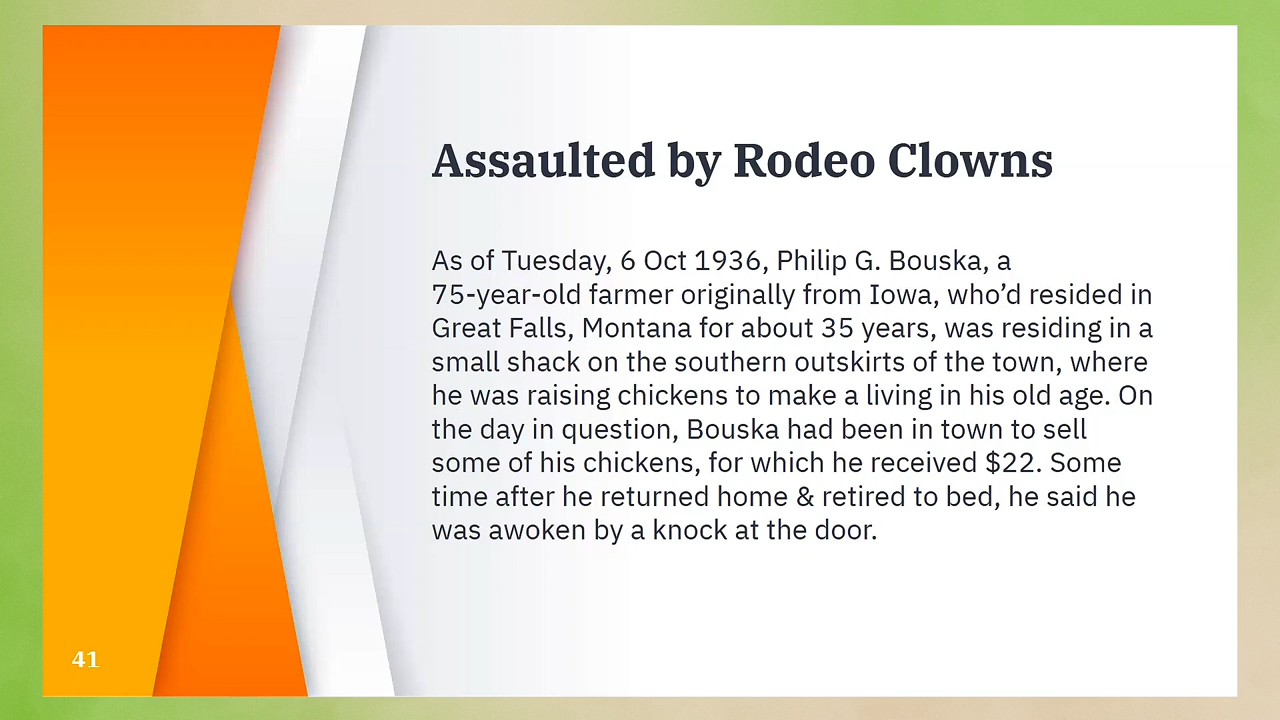 Assaulted by Rodeo Clowns
As of Tuesday, 6 Oct 1936, Philip G. Bouska, a
75-year-old farmer originally from Iowa, who’d resided in
Great Falls, Montana for about 35 years, was residing in a
small shack on the southern outskirts of the town, where
he was raising chickens to make a living in his old age. On
the day in question, Bouska had been in town to sell
some of his chickens, for which he received $22. Some
time after he returned home & retired to bed, he said he
was awoken by a knock at the door.
41